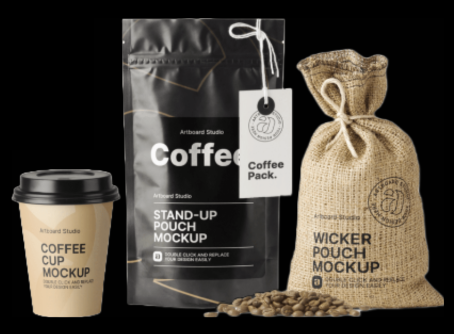 Artboard Studio
Coffee
STAND-UP
POUCH
MOCKUP
DOUBLE CLICK AND REPLACE
YOUR DESIGN EASILY
Coffee
Pack.
Artboard Studio
COFFEE
CUP
MOCKUP
DOUBLE CLICK AND REPLACE
YOUR DESIGN EASILY
Artboard Studio
WICKER
POUCH
MOCKUP
DOUBLE CLICK AND REPLACE
YOUR DESIGN EASILY